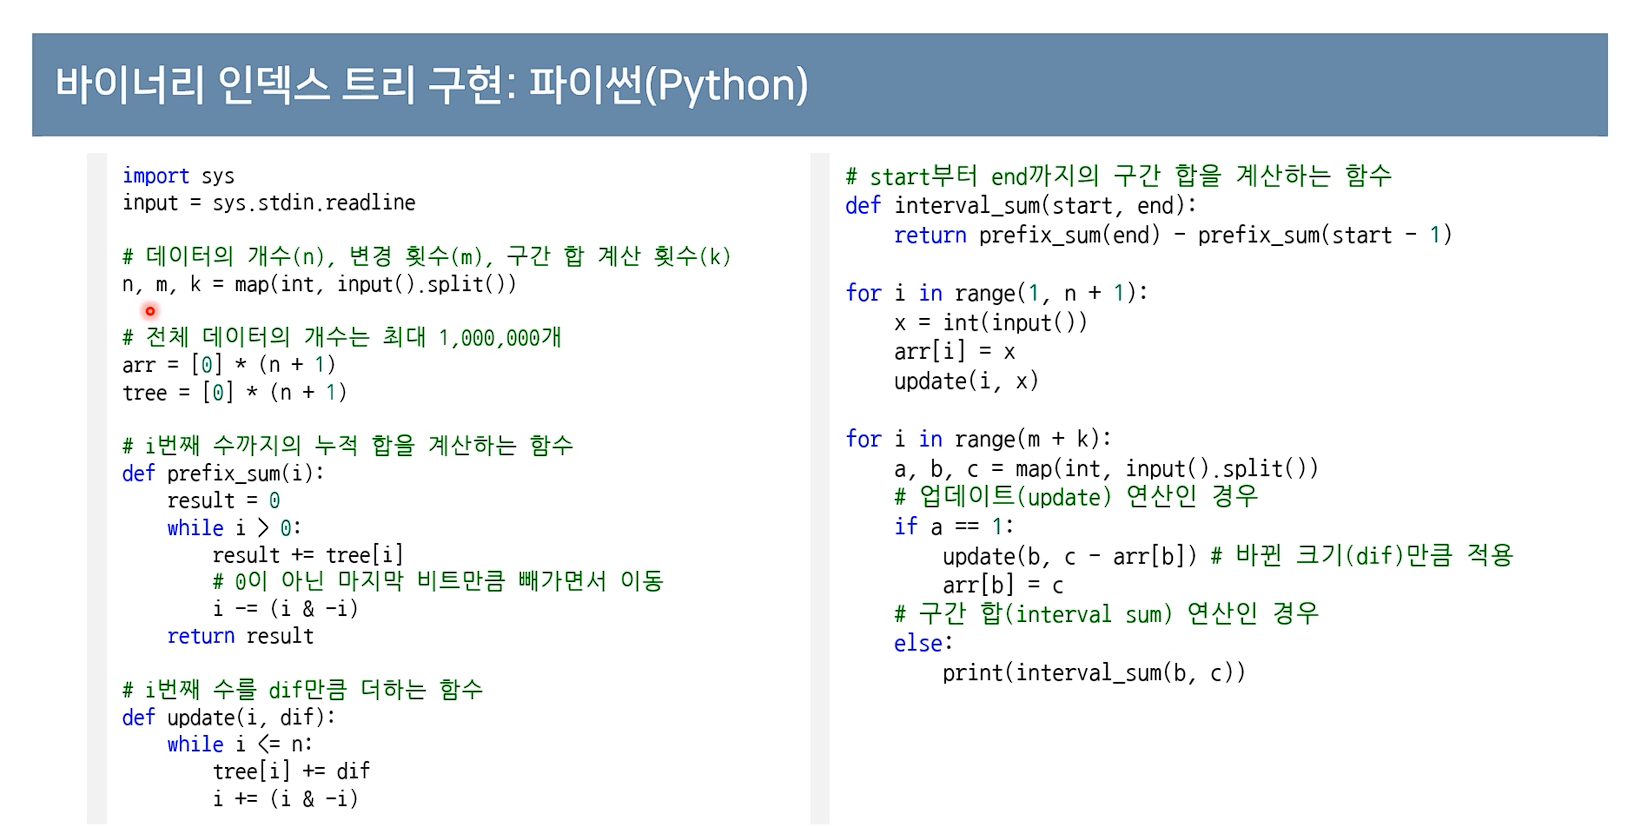 바이너리 인덱스 트리 구현: 파이썬(Python)
import sys
input = sys.stdin.readline
# 데이터의 개수(n), 변경 횟수(m), 구간 합 계산 횟수(k)
n, m, k = map(int, input().split())
# 전체 데이터의 개수는 최대 1,000,000개
arr = [0] * (n + 1)
tree = [0] * (n + 1)
# i번째 수까지의 누적 합을 계산하는 함수
def prefix_sum(i):
    result = 0
    while i > 0:
        result += tree[i]
        # 0이 아닌 마지막 비트만큼 빼가면서 이동
        i -= (i & -i)
    return result
# i번째 수를 dif만큼 더하는 함수
def update(i, dif):
    while i <= n:
        tree[i] += dif
        i += (i & -i)
# start부터 end까지의 구간 합을 계산하는 함수
def interval_sum(start, end):
    return prefix_sum(end) - prefix_sum(start - 1)
for i in range(1, n + 1):
    x = int(input())
    arr[i] = x
    update(i, x)
for i in range(m + k):
    a, b, c = map(int, input().split())
    # 업데이트(update) 연산인 경우
    if a == 1:
        update(b, c - arr[b]) # 바뀐 크기(dif)만큼 적용
        arr[b] = c
    # 구간 합(interval sum) 연산인 경우
    else:
        print(interval_sum(b, c))